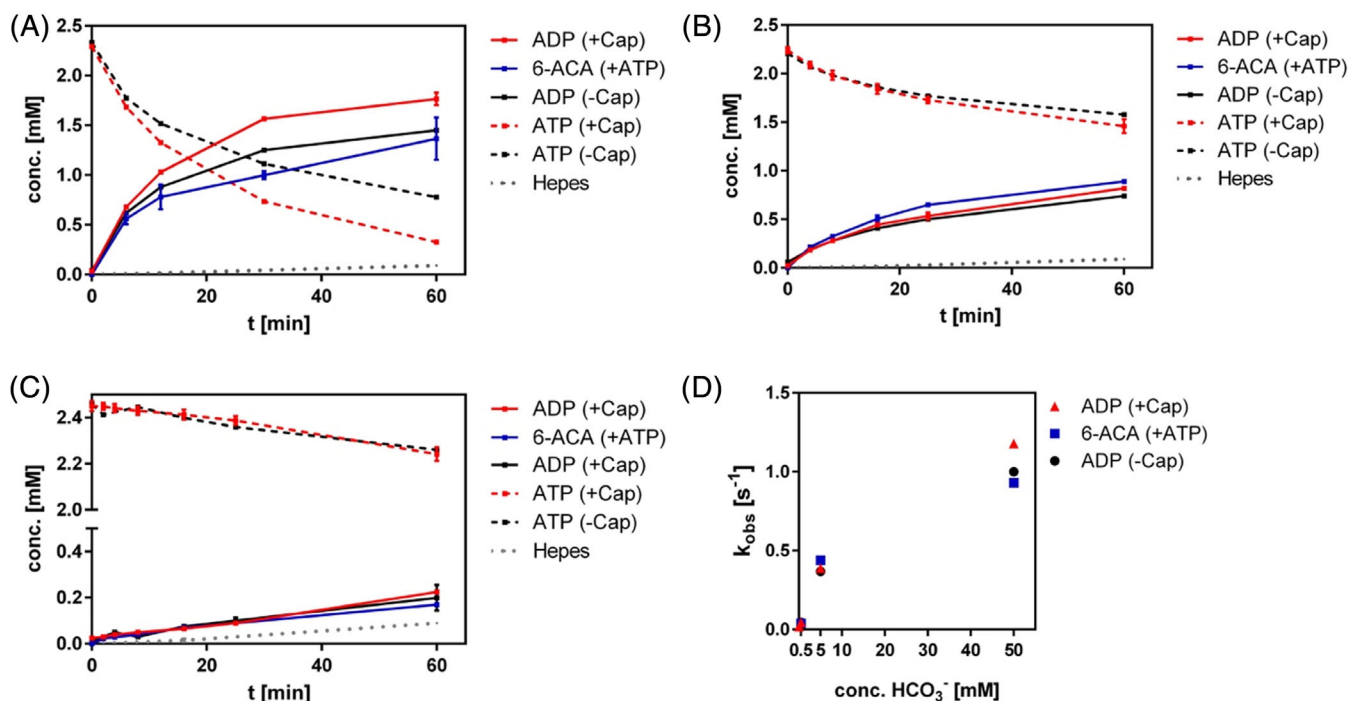 (A)
conc. [mM]
2.5
2.0
1.5
1.0
0.5
0.0
0 20 40 60
t [min]
ADP (+Cap)
6-ACA (+ATP)
ADP (-Cap)
ATP (+Cap)
ATP (-Cap)
Hepes
(B)
conc. [mM]
2.5
2.0
1.5
1.0
0.5
0.0
0 20 40 60
t [min]
ADP (+Cap)
6-ACA (+ATP)
ADP (-Cap)
ATP (+Cap)
ATP (-Cap)
Hepes
(C)
conc. [mM]
2.4
2.2
2.0
0.4
0.2
0.0
0 20 40 60
t [min]
ADP (+Cap)
6-ACA (+ATP)
ADP (+Cap)
ATP (+Cap)
ATP (-Cap)
Hepes
(D)
kobs [s⁻¹]
1.5
1.0
0.5
0.0
0.5 5 10 20 30 40 50
conc. HCO₃⁻ [mM]
ADP (+Cap)
6-ACA (+ATP)
ADP (-Cap)